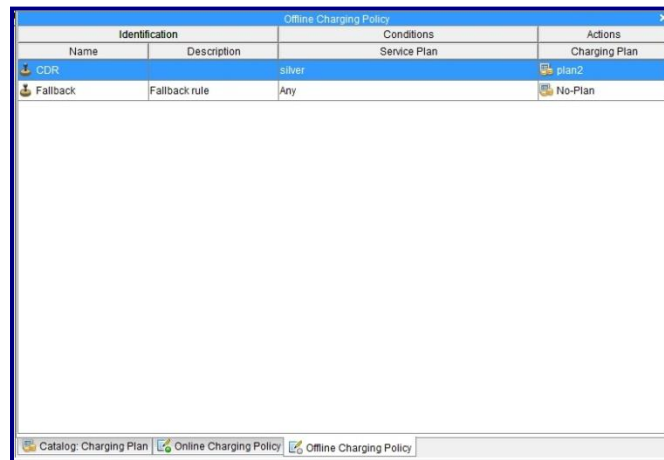 Offline Charging Policy
Identification Conditions Actions
Name Description Service Plan Charging Plan
CDR silver plan2
Fallback Fallback rule Any No-Plan
Catalog: Charging Plan Online Charging Policy Offline Charging Policy